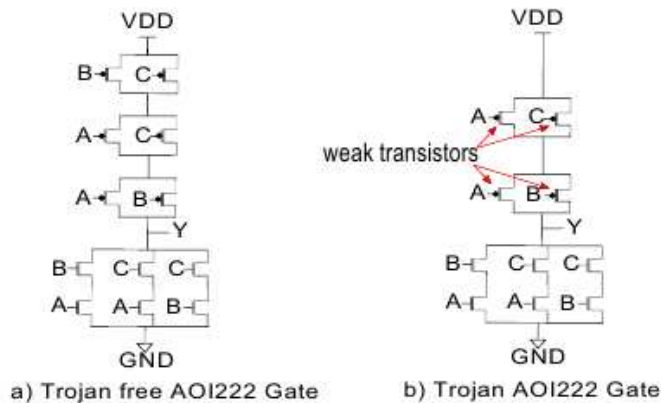 VDD
B C
A C
A B
Y
B C C
A A B
GND
a) Trojan free AOI222 Gate
VDD
A C
weak transistors
A B
Y
B C C
A A B
GND
b) Trojan AOI222 Gate